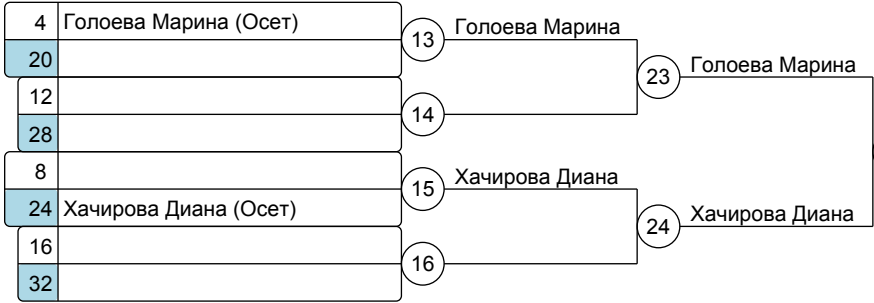 4 Голоева Марина (Осет)
20
13 Голоева Марина
12
28
14
23 Голоева Марина
8
24 Хачирова Диана (Осет)
15 Хачирова Диана
16
32
16
24 Хачирова Диана